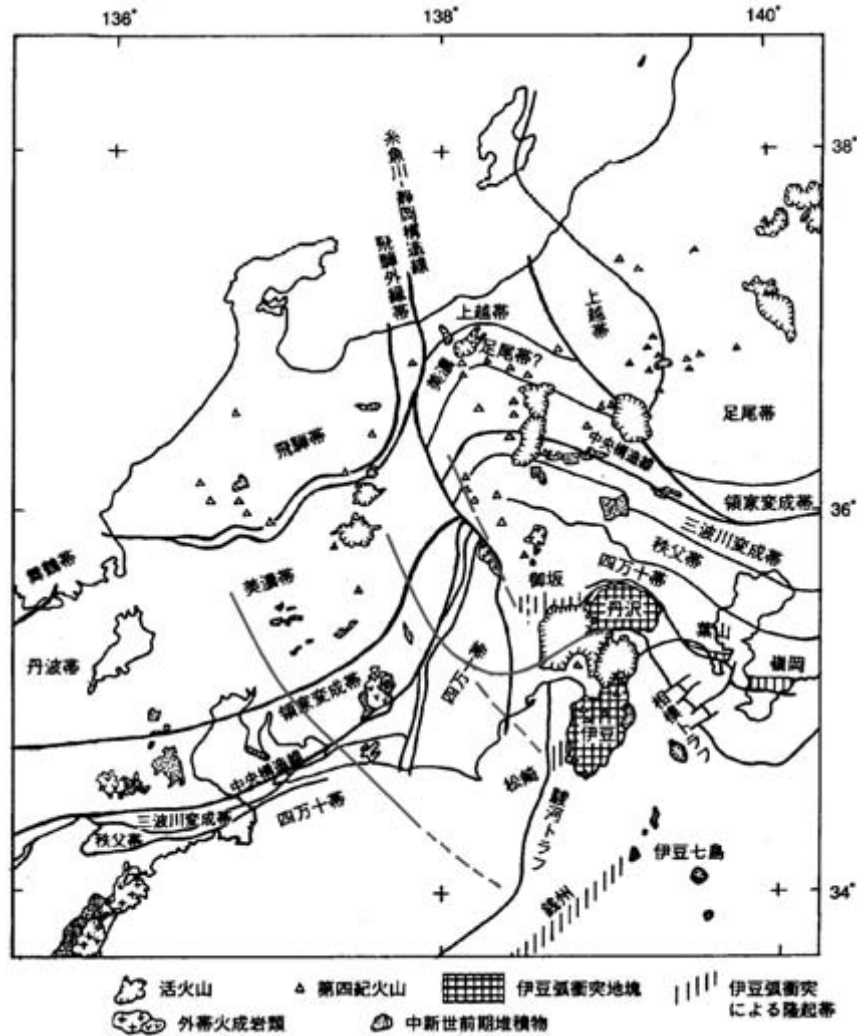 136°
138°
140°
38°
36°
34°
糸魚川-静岡構造線
飛騨外縁帯
上越帯
上越帯
足尾帯?
美濃
足尾帯
飛騨帯
中央構造線
領家変成帯
三波川変成帯
秩父帯
四万十帯
舞鶴帯
美濃帯
丹波帯
御坂
丹沢
葉山
嶺岡
相模トラフ
領家変成帯
四万十帯
伊豆
松崎
中央構造線
四万十帯
三波川変成帯
秩父帯
駿河トラフ
伊豆七島
銭州
活火山
第四紀火山
伊豆弧衝突地塊
伊豆弧衝突
による隆起帯
外帯火成岩類
中新世前期堆積物